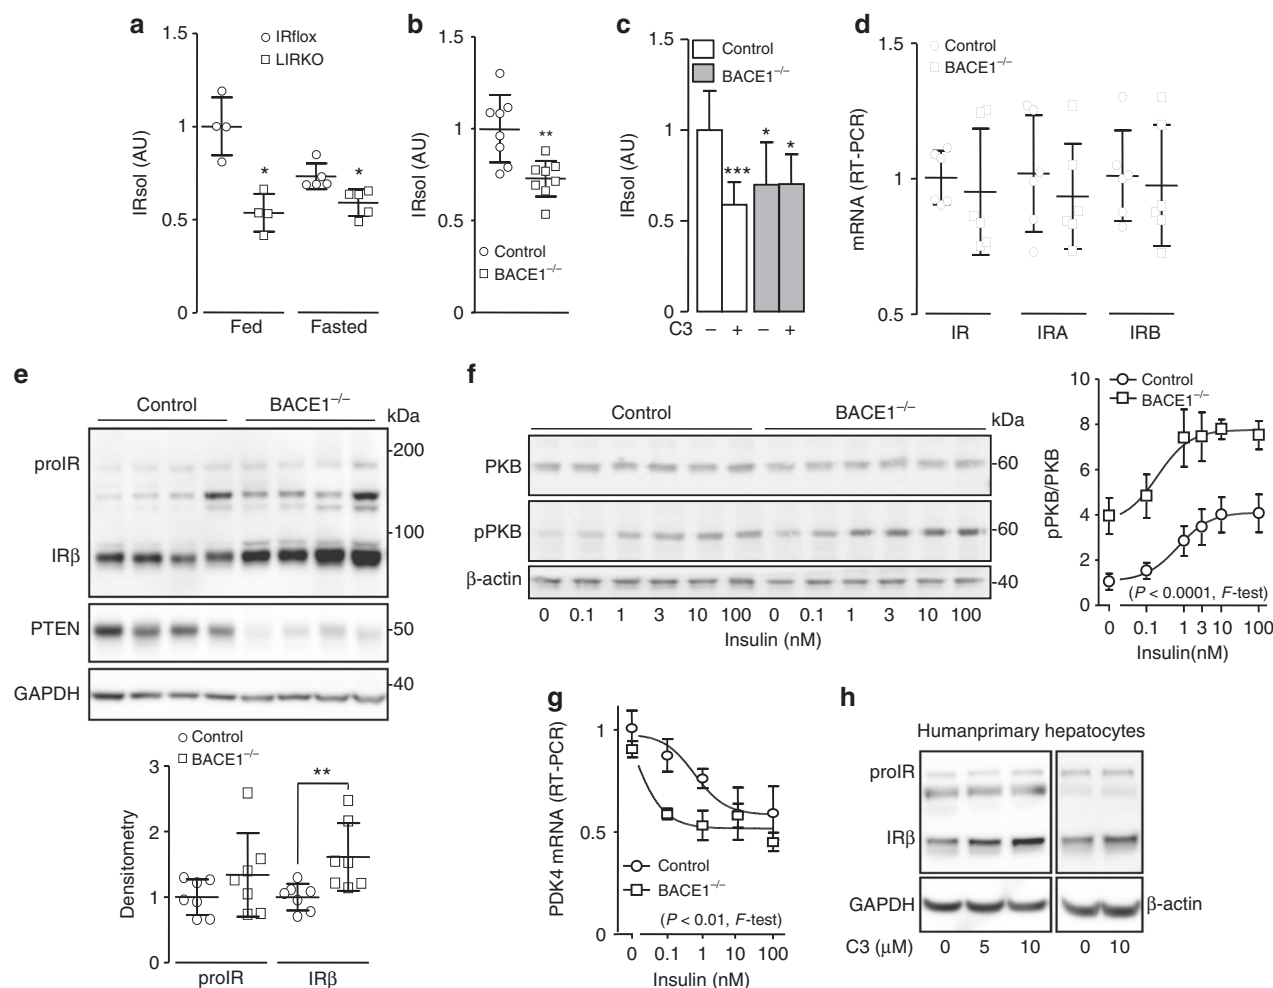 a
1.5
1
0.5
0
IRsol (AU)
IRflox
LIRKO
*
*
Fed
Fasted
b
1.5
1
0.5
0
IRsol (AU)
**
Control
BACE1−/−
c
1.5
1
0.5
0
IRsol (AU)
Control
BACE1−/−
***
*
*
C3 − + − +
d
1.5
1
0.5
mRNA (RT-PCR)
Control
BACE1−/−
IR IRA IRB
e
Control BACE1−/−
kDa
proIR
-200
-100
IRβ
PTEN
-50
GAPDH
-40
Control
BACE1−/−
3
2
1
0
Densitometry
**
proIR IRβ
f
Control BACE1−/−
kDa
PKB
-60
pPKB
-60
β-actin
-40
0 0.1 1 3 10 100 0 0.1 1 3 10 100
Insulin (nM)
10
8
6
4
2
0
pPKB/PKB
Control
BACE1−/−
(P < 0.0001, F-test)
0 0.1 1 3 10 100
Insulin(nM)
g
1
0.5
0
PDK4 mRNA (RT-PCR)
Control
BACE1−/−
(P < 0.01, F-test)
0 0.1 1 10 100
Insulin (nM)
h
Humanprimary hepatocytes
proIR
IRβ
GAPDH
β-actin
C3 (μM) 0 5 10 0 10